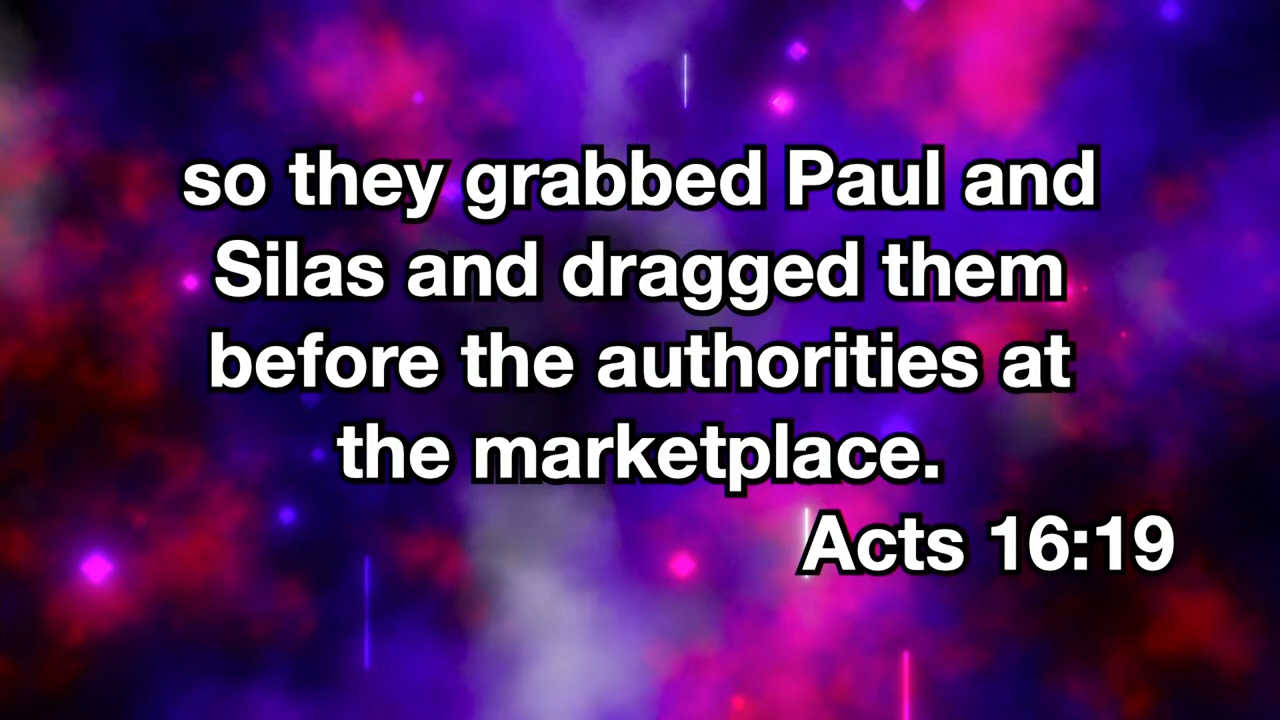 so they grabbed Paul and
Silas and dragged them
before the authorities at
the marketplace.
Acts 16:19